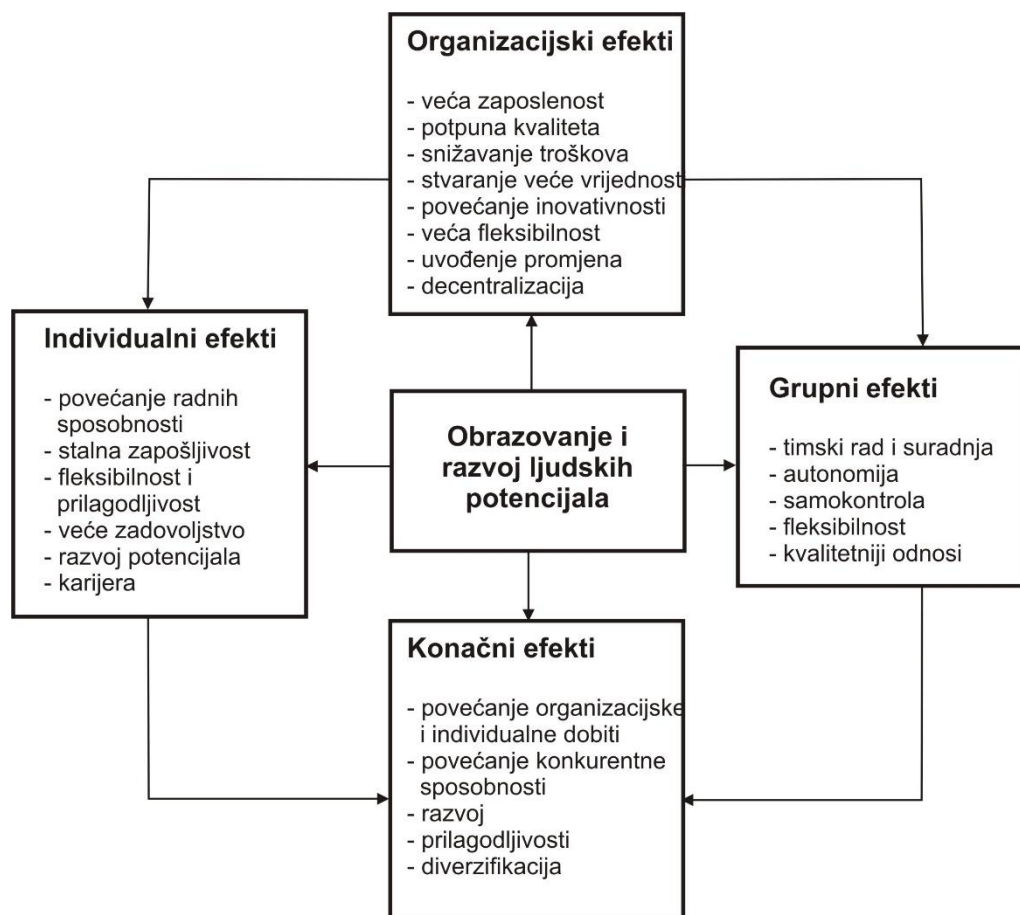 Organizacijski efekti
- veća zaposlenost
- potpuna kvaliteta
- snižavanje troškova
- stvaranje veće vrijednost
- povećanje inovativnosti
- veća fleksibilnost
- uvođenje promjena
- decentralizacija
Individualni efekti
- povećanje radnih
sposobnosti
- stalna zapošljivost
- fleksibilnost i
prilagodljivost
- veće zadovoljstvo
- razvoj potencijala
- karijera
Obrazovanje i
razvoj ljudskih
potencijala
Grupni efekti
- timski rad i suradnja
- autonomija
- samokontrola
- fleksibilnost
- kvalitetniji odnosi
Konačni efekti
- povećanje organizacijske
i individualne dobiti
- povećanje konkurentne
sposobnosti
- razvoj
- prilagodljivosti
- diverzifikacija